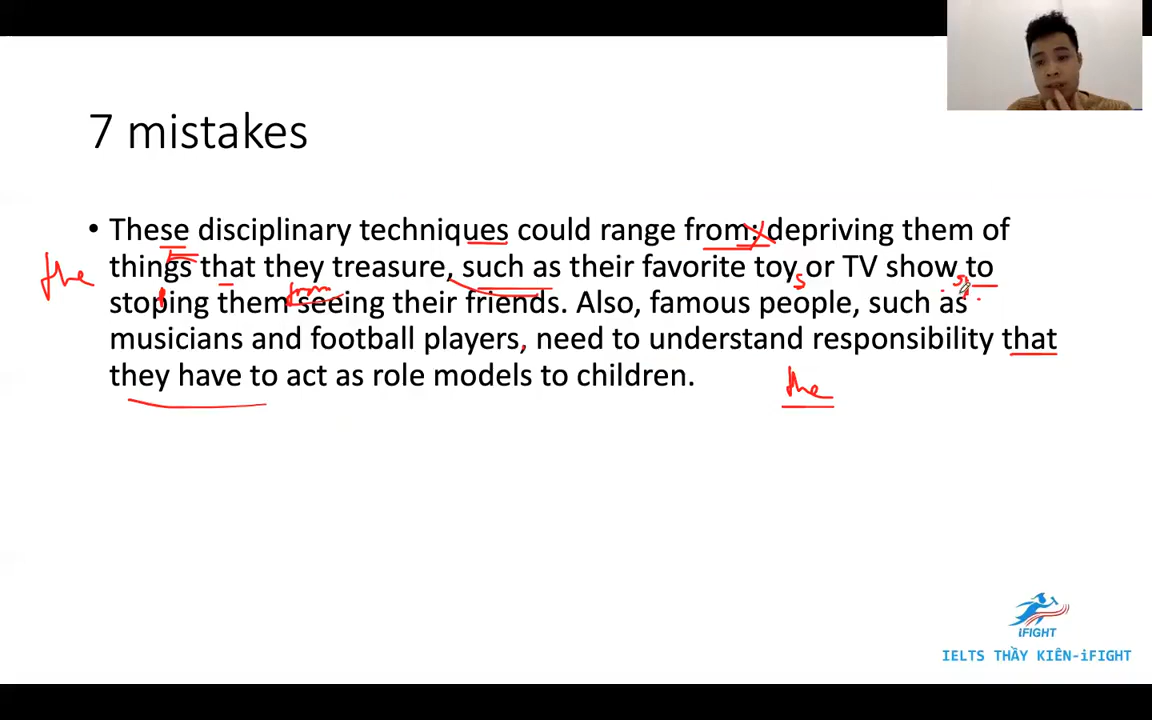 7 mistakes
• These disciplinary techniques could range from: depriving them of
the things that they treasure, such as their favorite toy s or TV show s, to
stoping p them from seeing their friends. Also, famous people, such as
musicians and football players, need to understand responsibility that
they have to act as role models to children.
the
iFIGHT
IELTS THẦY KIÊN-iFIGHT